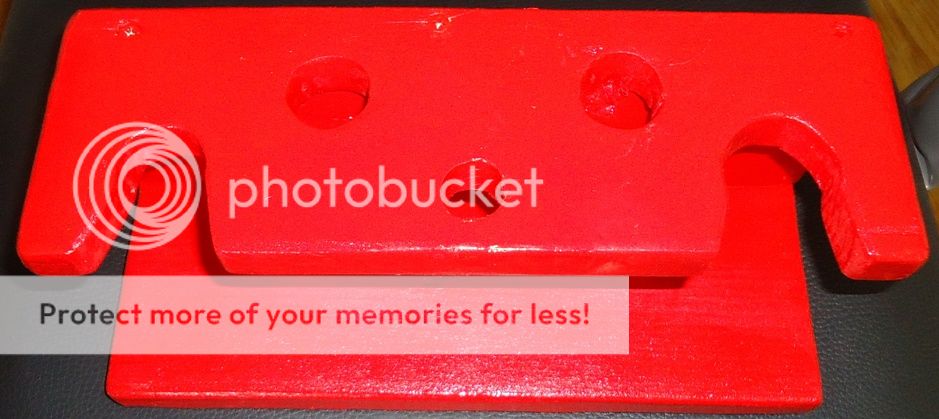 photobucket
Protect more of your memories for less!